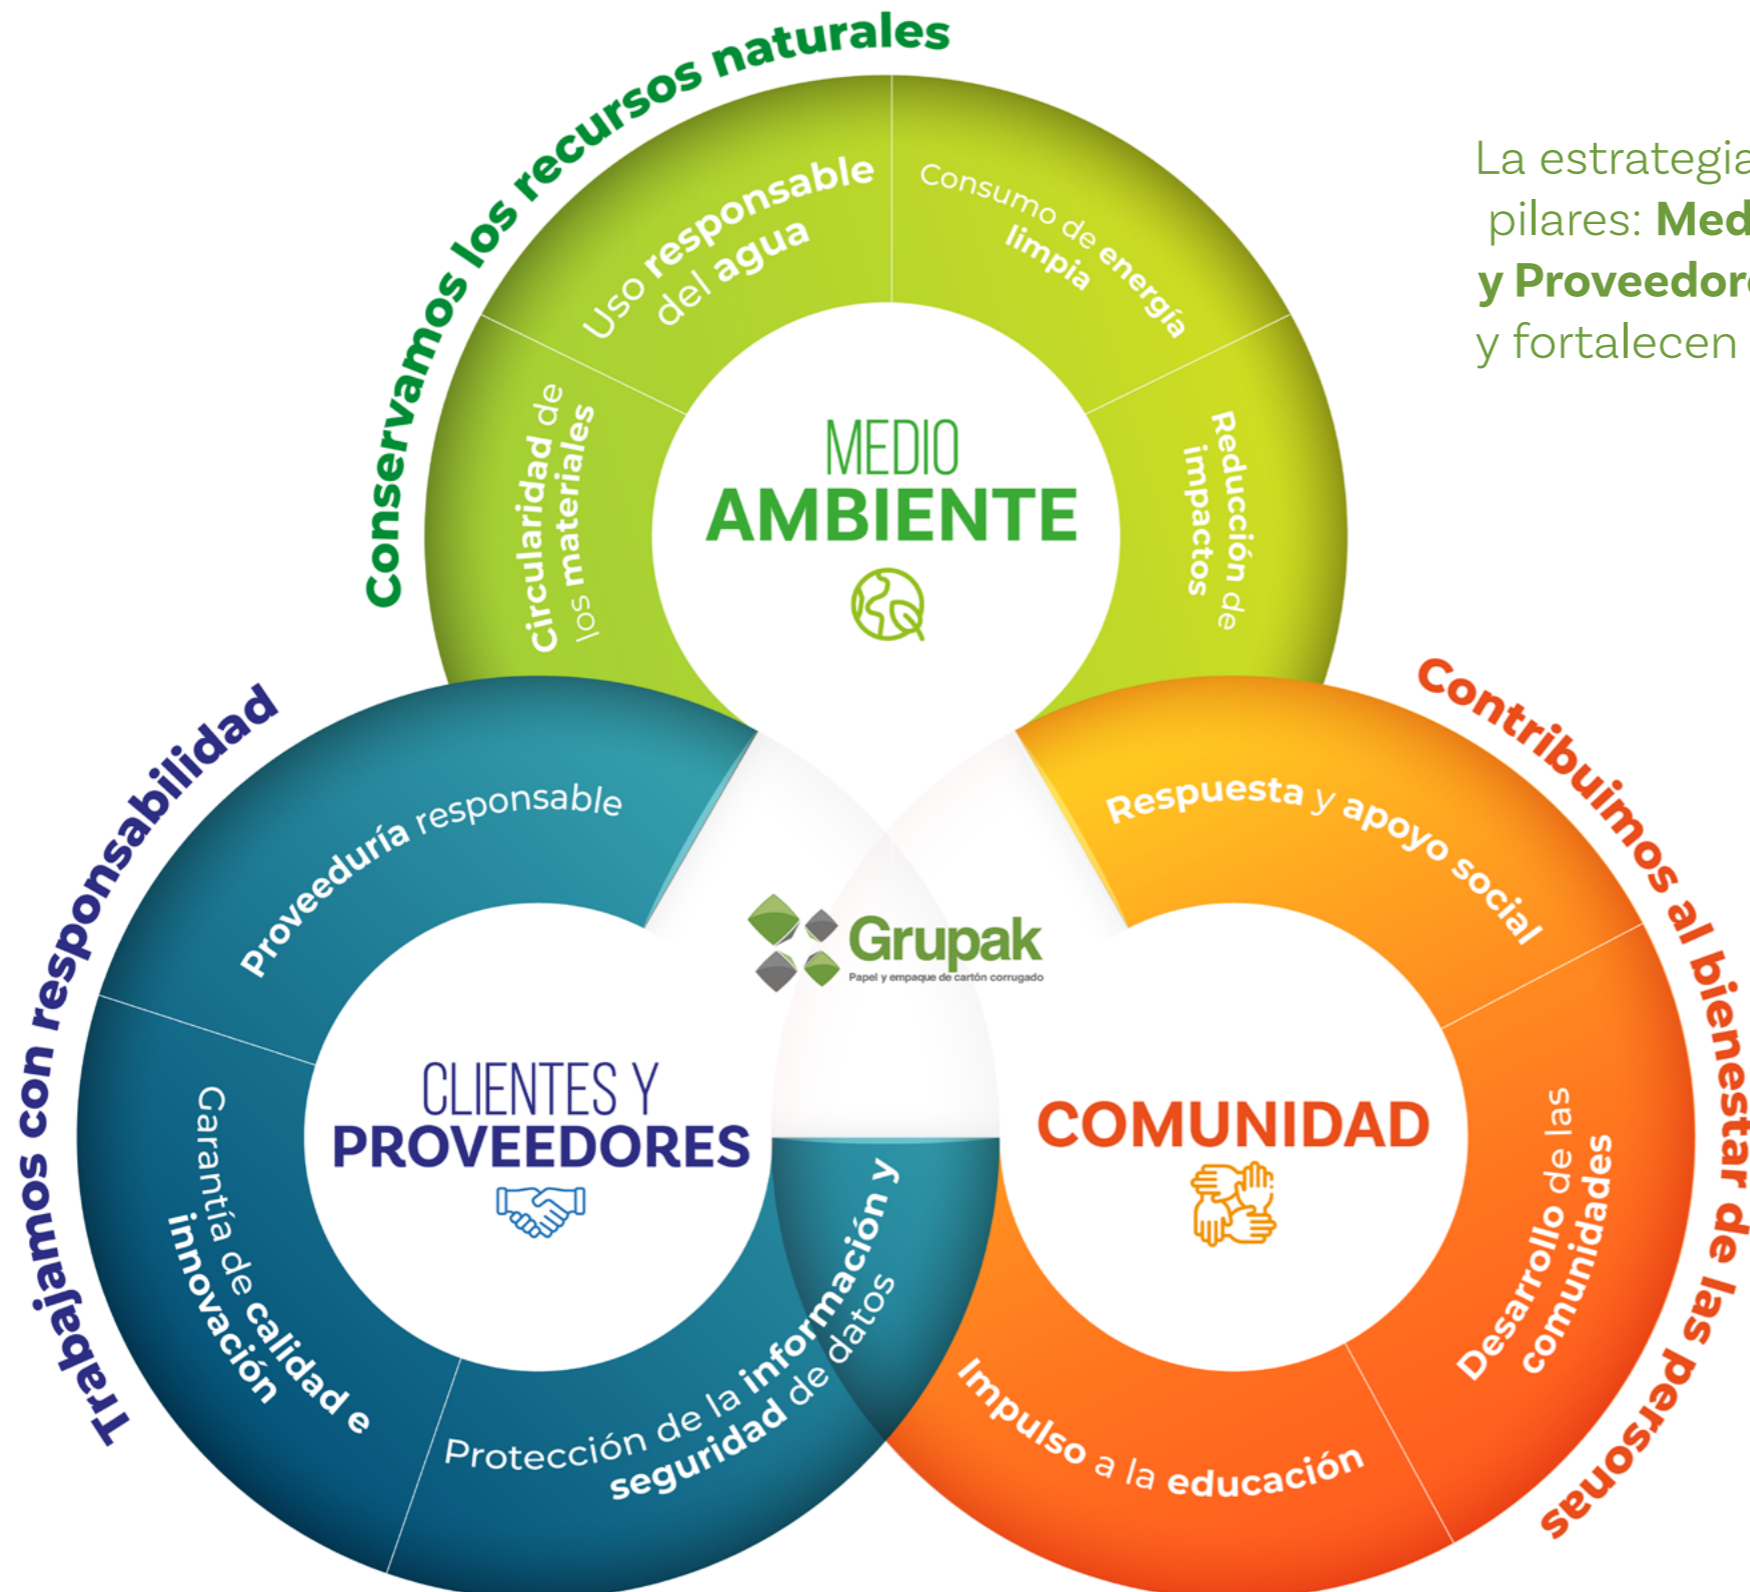 Conservamos los recursos naturales
Uso responsable
del agua
Consumo de energía
limpia
Circularidad de
los materiales
Reducción de
impactos
MEDIO
AMBIENTE
La estrategia
pilares: Med
y Proveedor
y fortalecen
Trabajamos con responsabilidad
Proveeduría responsable
Garantía de calidad e
innovación
Protección de la información y
seguridad de datos
CLIENTES Y
PROVEEDORES
Grupak
Papel y empaque de cartón corrugado
Contribuimos al bienestar de las personas
Respuesta y apoyo social
Desarrollo de las
comunidades
Impulso a la educación
COMUNIDAD